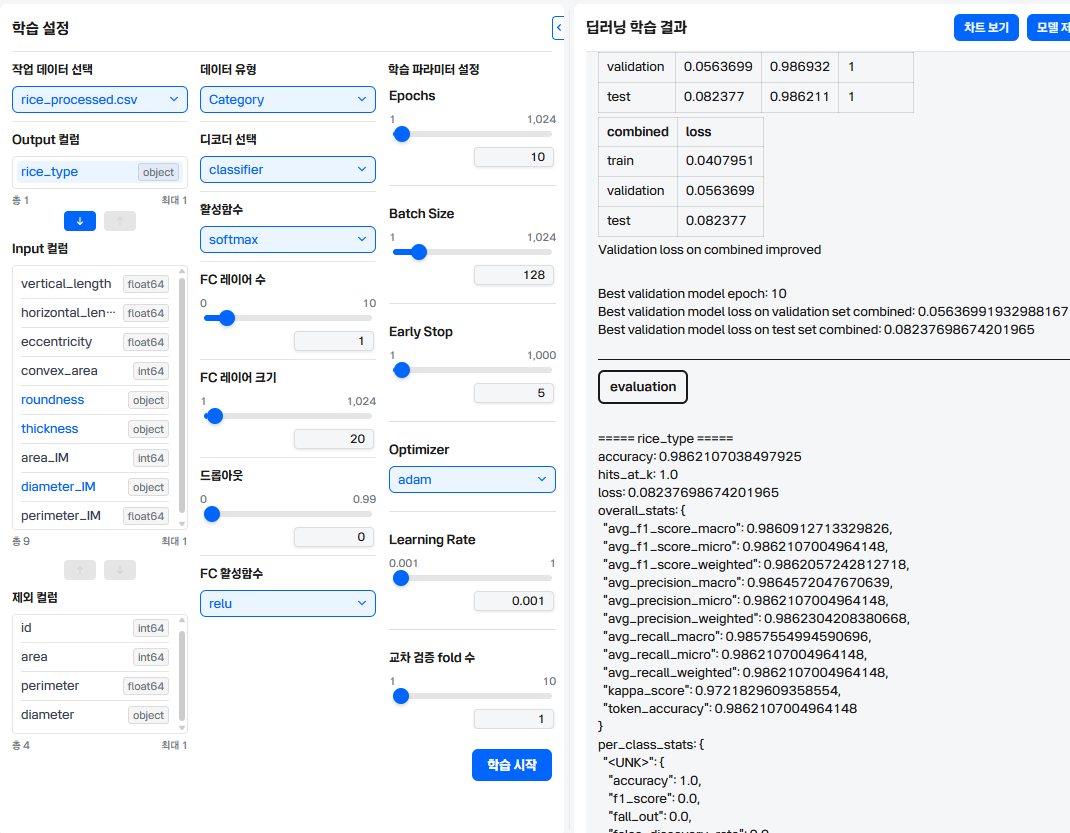 학습 설정
작업 데이터 선택
rice_processed.csv
Output 컬럼
rice_type object
총 1 최대 1
Input 컬럼
vertical_length float64
horizontal_len··· float64
eccentricity float64
convex_area int64
roundness object
thickness object
area_IM int64
diameter_IM object
perimeter_IM float64
총 9 최대 1
제외 컬럼
id int64
area int64
perimeter float64
diameter object
총 4 최대 1
데이터 유형
Category
디코더 선택
classifier
활성함수
softmax
FC 레이어 수
0 10
1
FC 레이어 크기
1 1,024
20
드롭아웃
0 0.99
0
FC 활성함수
relu
학습 파라미터 설정
Epochs
1 1,024
10
Batch Size
1 1,024
128
Early Stop
1 1,000
5
Optimizer
adam
Learning Rate
0.001 1
0.001
교차 검증 fold 수
1 10
1
학습 시작
딥러닝 학습 결과
차트 보기
모델 저
validation 0.0563699 0.986932 1
test 0.082377 0.986211 1
combined loss
train 0.0407951
validation 0.0563699
test 0.082377
Validation loss on combined improved
Best validation model epoch: 10
Best validation model loss on validation set combined: 0.05636991932988167
Best validation model loss on test set combined: 0.08237698674201965
evaluation
===== rice_type =====
accuracy: 0.9862107038497925
hits_at_k: 1.0
loss: 0.08237698674201965
overall_stats: {
"avg_f1_score_macro": 0.9860912713329826,
"avg_f1_score_micro": 0.9862107004964148,
"avg_f1_score_weighted": 0.9862057242812718,
"avg_precision_macro": 0.9864572047670639,
"avg_precision_micro": 0.9862107004964148,
"avg_precision_weighted": 0.9862304208380668,
"avg_recall_macro": 0.9857554994590696,
"avg_recall_micro": 0.9862107004964148,
"avg_recall_weighted": 0.9862107004964148,
"kappa_score": 0.9721829609358554,
"token_accuracy": 0.9862107004964148
}
per_class_stats: {
"<UNK>": {
"accuracy": 1.0,
"f1_score": 0.0,
"fall_out": 0.0,